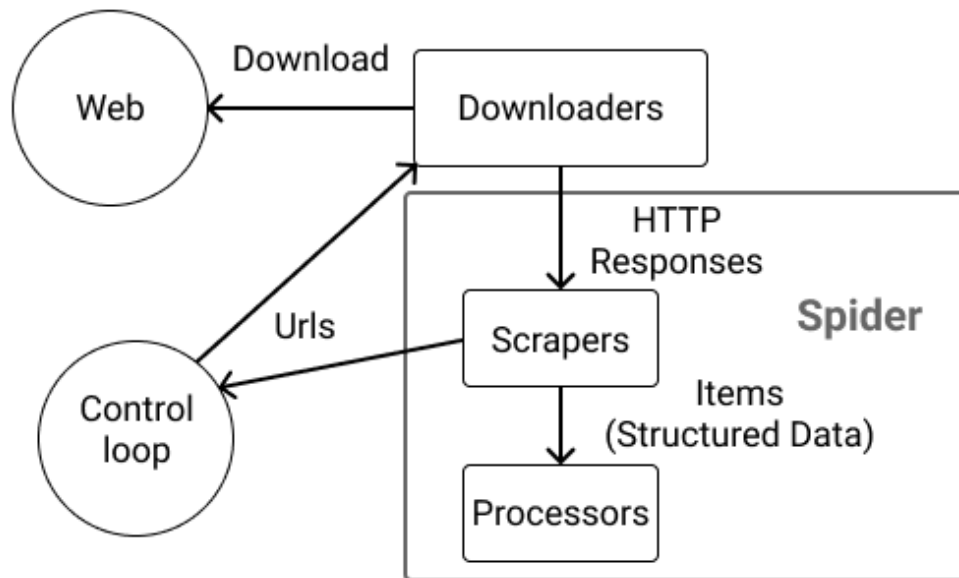 Download
Web
Downloaders
HTTP
Responses
Spider
Urls
Scrapers
Items
(Structured Data)
Control
loop
Processors